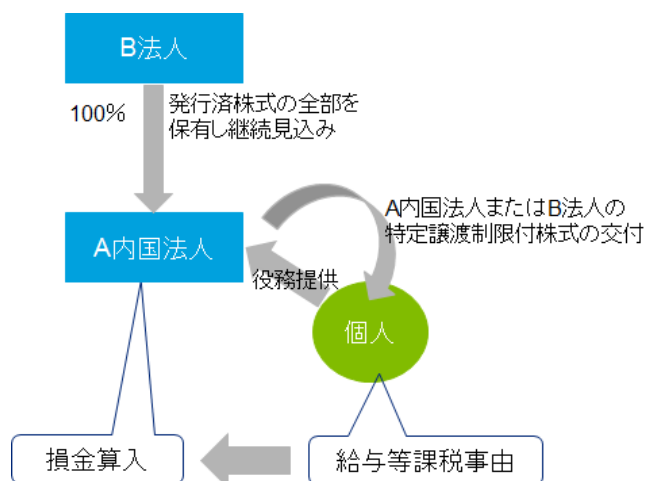 B法人
100%
発行済株式の全部を
保有し継続見込み
A内国法人
A内国法人またはB法人の
特定譲渡制限付株式の交付
役務提供
個人
損金算入
給与等課税事由